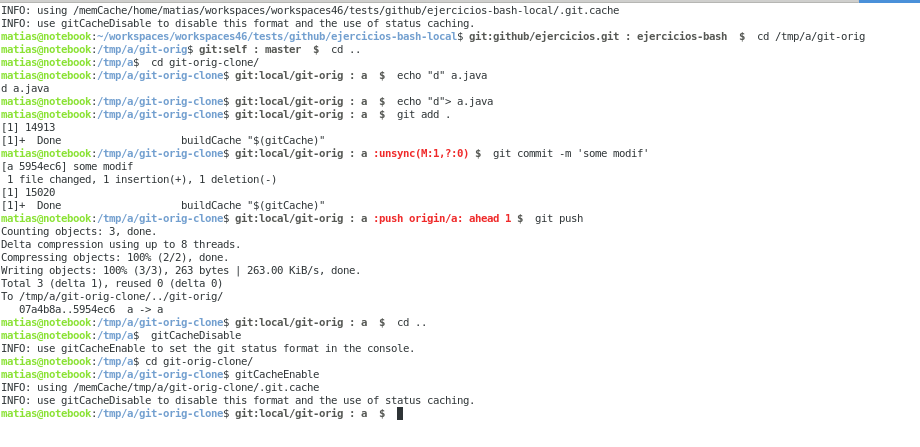 INFO: using /memCache/home/matias/workspaces/workspaces46/tests/github/ejercicios-bash-local/.git.cache
INFO: use gitCacheDisable to disable this format and the use of status caching.
matias@notebook:~/workspaces/workspaces46/tests/github/ejercicios-bash-local$ git:github/ejercicios.git : ejercicios-bash  $  cd /tmp/a/git-orig
matias@notebook:/tmp/a/git-orig$ git:self : master  $  cd ..
matias@notebook:/tmp/a$  cd git-orig-clone/
matias@notebook:/tmp/a/git-orig-clone$ git:local/git-orig : a  $  echo "d" a.java
d a.java
matias@notebook:/tmp/a/git-orig-clone$ git:local/git-orig : a  $  echo "d"> a.java
matias@notebook:/tmp/a/git-orig-clone$ git:local/git-orig : a  $  git add .
[1] 14913
[1]+  Done                    buildCache "$(gitCache)"
matias@notebook:/tmp/a/git-orig-clone$ git:local/git-orig : a :unsync(M:1,?:0) $  git commit -m 'some modif'
[a 5954ec6] some modif
 1 file changed, 1 insertion(+), 1 deletion(-)
[1] 15020
[1]+  Done                    buildCache "$(gitCache)"
matias@notebook:/tmp/a/git-orig-clone$ git:local/git-orig : a :push origin/a: ahead 1 $  git push
Counting objects: 3, done.
Delta compression using up to 8 threads.
Compressing objects: 100% (2/2), done.
Writing objects: 100% (3/3), 263 bytes | 263.00 KiB/s, done.
Total 3 (delta 1), reused 0 (delta 0)
To /tmp/a/git-orig-clone/../git-orig/
   07a4b8a..5954ec6  a -> a
matias@notebook:/tmp/a/git-orig-clone$ git:local/git-orig : a  $  cd ..
matias@notebook:/tmp/a$  gitCacheDisable
INFO: use gitCacheEnable to set the git status format in the console.
matias@notebook:/tmp/a$ cd git-orig-clone/
matias@notebook:/tmp/a/git-orig-clone$ gitCacheEnable
INFO: using /memCache/tmp/a/git-orig-clone/.git.cache
INFO: use gitCacheDisable to disable this format and the use of status caching.
matias@notebook:/tmp/a/git-orig-clone$ git:local/git-orig : a  $